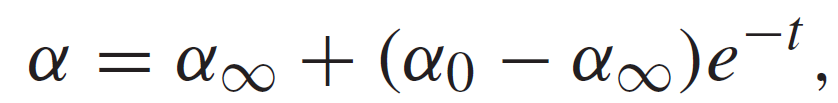 α = α∞ + (α₀ − α∞)e⁻ᵗ,